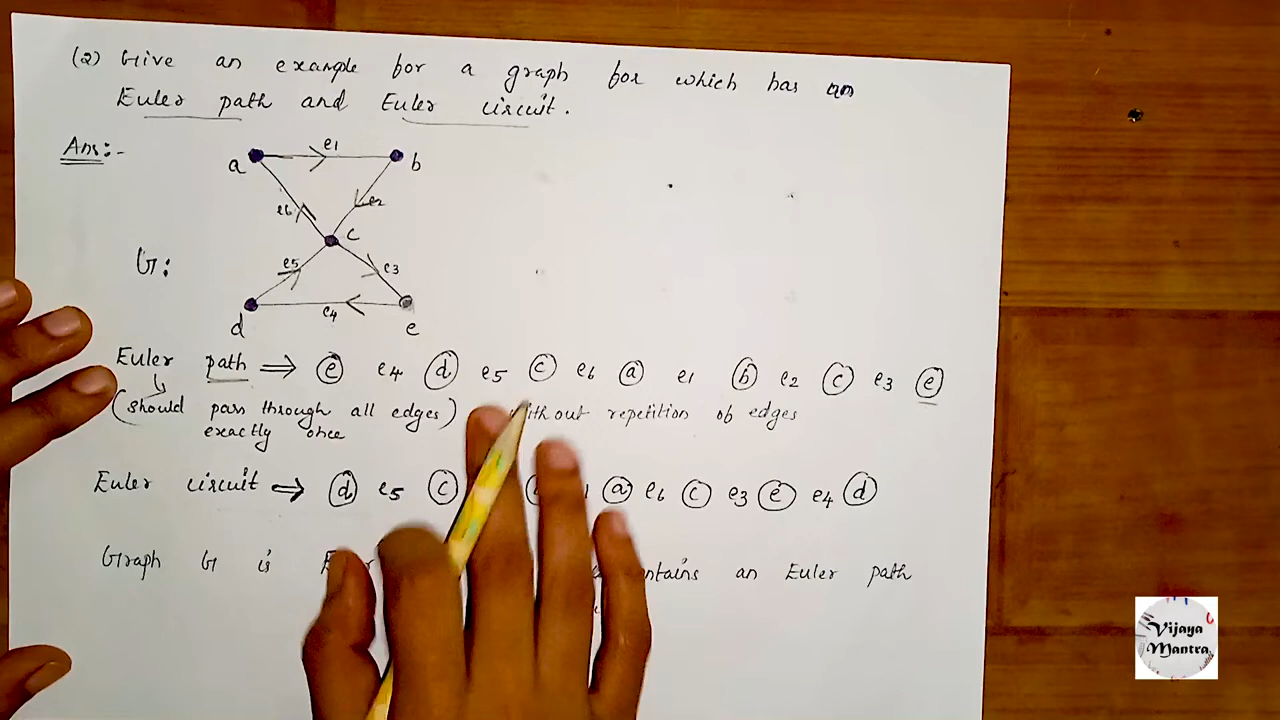 (2) Give an example for a graph for which has an
Euler path and Euler circuit.
Ans:-
a e1 b
e6 e2
c
G:
e5 e3
e4
d e
Euler path ⇒ e e4 d e5 c e6 a e1 b e2 c e3 e
(should pass through all edges) without repetition of edges
exactly once
Euler circuit ⇒ d e5 c a e6 c e3 e e4 d
Graph G is an Euler path
Vijaya
Mantra